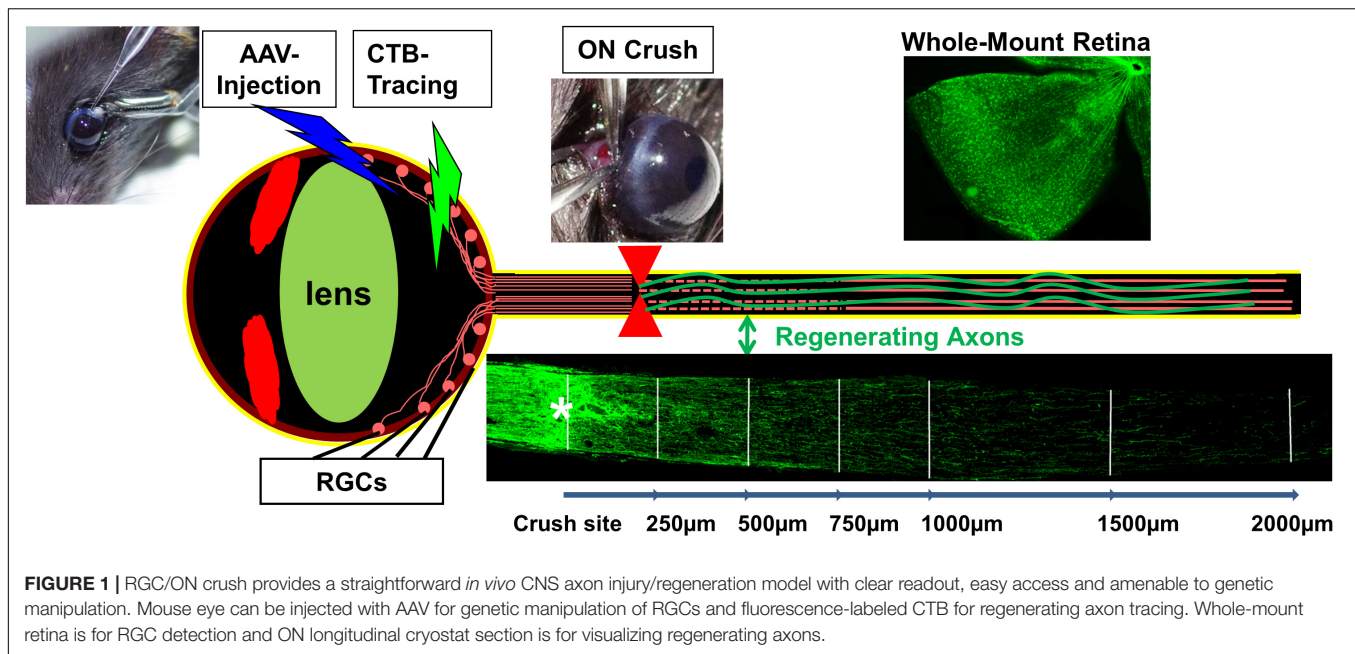 AAV-
Injection
CTB-
Tracing
ON Crush
Whole-Mount Retina
lens
Regenerating Axons
*
RGCs
Crush site 250µm 500µm 750µm 1000µm 1500µm 2000µm
FIGURE 1 | RGC/ON crush provides a straightforward in vivo CNS axon injury/regeneration model with clear readout, easy access and amenable to genetic
manipulation. Mouse eye can be injected with AAV for genetic manipulation of RGCs and fluorescence-labeled CTB for regenerating axon tracing. Whole-mount
retina is for RGC detection and ON longitudinal cryostat section is for visualizing regenerating axons.